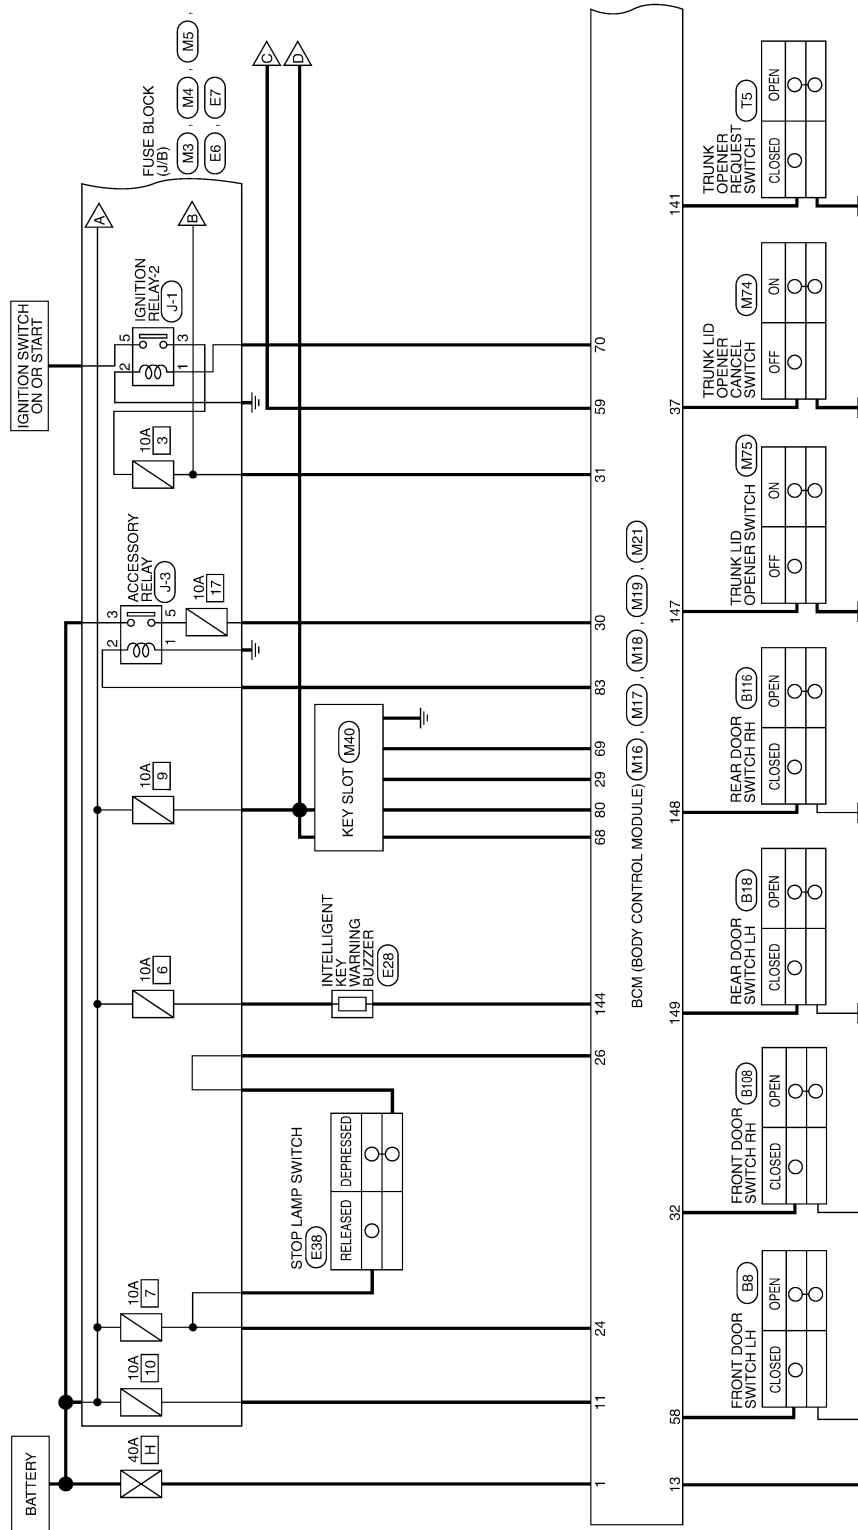 BATTERY
IGNITION SWITCH
ON OR START
FUSE BLOCK
(J/B)
M3 , M4 , M5 ,
E6 , E7
40A
H
10A
10
10A
7
10A
6
10A
9
ACCESSORY
RELAY
J-3
3
5
2
1
10A
17
10A
3
IGNITION
RELAY-2
J-1
5
3
2
1
A
B
C
D
STOP LAMP SWITCH
E38
RELEASED
DEPRESSED
INTELLIGENT
KEY
WARNING
BUZZER
E28
KEY SLOT M40
1
11
24
26
144
68
80
29
69
83
30
31
59
70
BCM (BODY CONTROL MODULE) M16 , M17 , M18 , M19 , M21
13
58
32
149
148
147
37
141
FRONT DOOR
SWITCH LH
B8
CLOSED
OPEN
FRONT DOOR
SWITCH RH
B108
CLOSED
OPEN
REAR DOOR
SWITCH LH
B18
CLOSED
OPEN
REAR DOOR
SWITCH RH
B116
CLOSED
OPEN
TRUNK LID
OPENER SWITCH
M75
OFF
ON
TRUNK LID
OPENER
CANCEL
SWITCH
M74
OFF
ON
TRUNK
OPENER
REQUEST
SWITCH
T5
CLOSED
OPEN